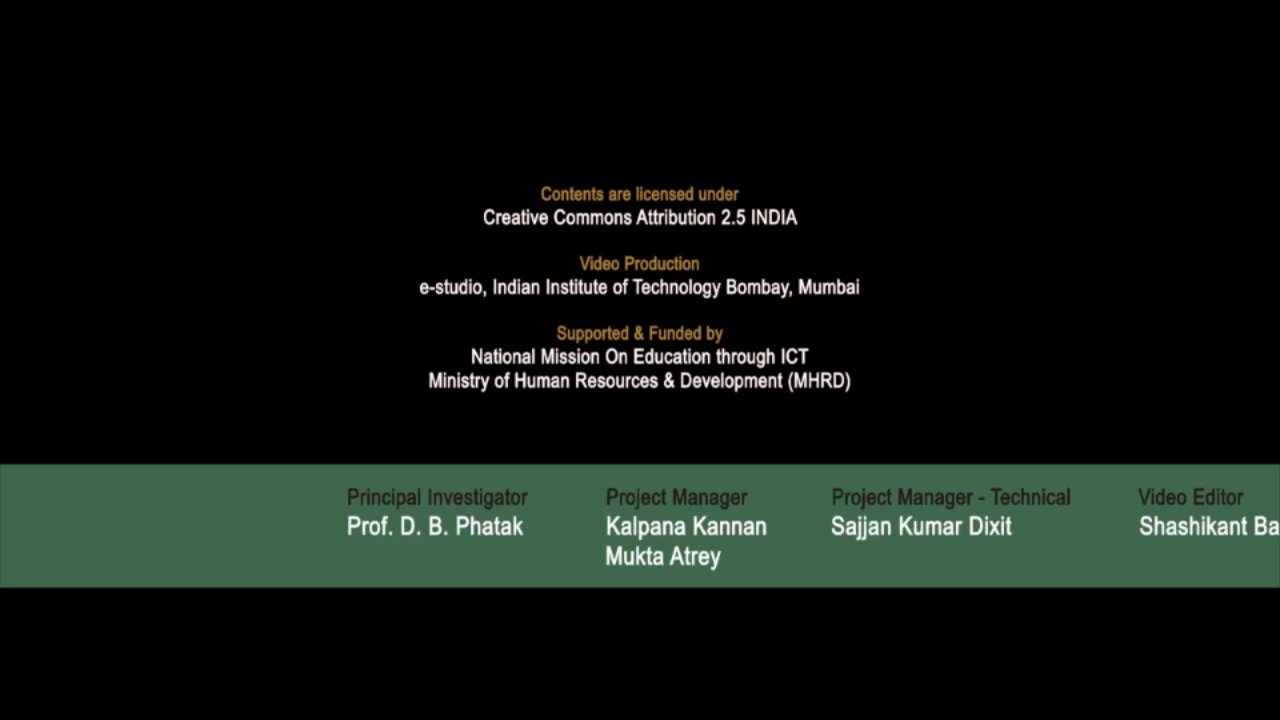 Contents are licensed under
Creative Commons Attribution 2.5 INDIA
Video Production
e-studio, Indian Institute of Technology Bombay, Mumbai
Supported & Funded by
National Mission On Education through ICT
Ministry of Human Resources & Development (MHRD)
Principal Investigator
Prof. D. B. Phatak
Project Manager
Kalpana Kannan
Mukta Atrey
Project Manager - Technical
Sajjan Kumar Dixit
Video Editor
Shashikant